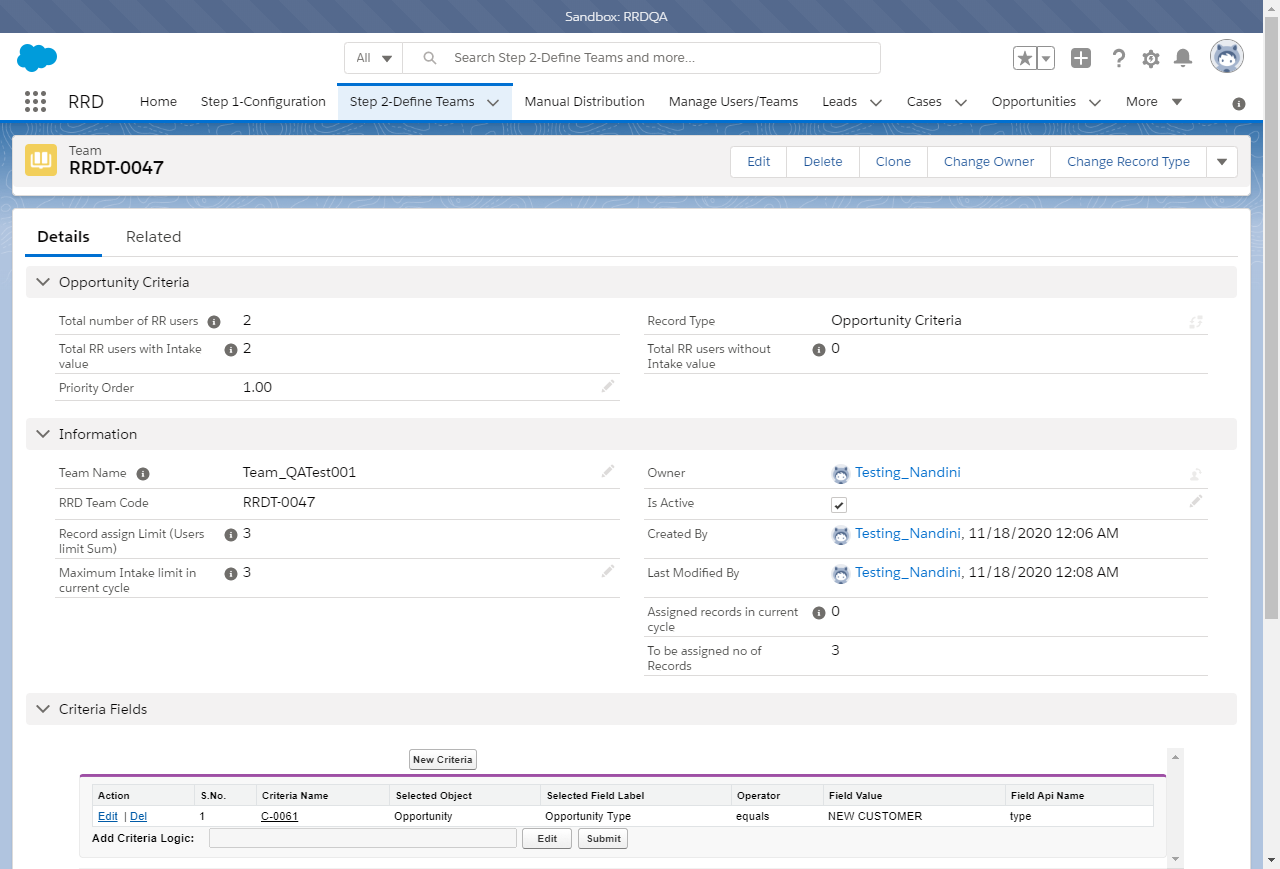 Sandbox: RRDQA
All
Search Step 2-Define Teams and more...
RRD
Home
Step 1-Configuration
Step 2-Define Teams
Manual Distribution
Manage Users/Teams
Leads
Cases
Opportunities
More
Team
RRDT-0047
Edit
Delete
Clone
Change Owner
Change Record Type
Details
Related
Opportunity Criteria
Total number of RR users
2
Record Type
Opportunity Criteria
Total RR users with Intake
value
2
Total RR users without
Intake value
0
Priority Order
1.00
Information
Team Name
Team_QATest001
Owner
Testing_Nandini
RRD Team Code
RRDT-0047
Is Active
Record assign Limit (Users
limit Sum)
3
Created By
Testing_Nandini, 11/18/2020 12:06 AM
Maximum Intake limit in
current cycle
3
Last Modified By
Testing_Nandini, 11/18/2020 12:08 AM
Assigned records in current
cycle
0
To be assigned no of
Records
3
Criteria Fields
New Criteria
Action S.No. Criteria Name Selected Object Selected Field Label Operator Field Value Field Api Name
Edit | Del 1 C-0061 Opportunity Opportunity Type equals NEW CUSTOMER type
Add Criteria Logic:
Edit
Submit